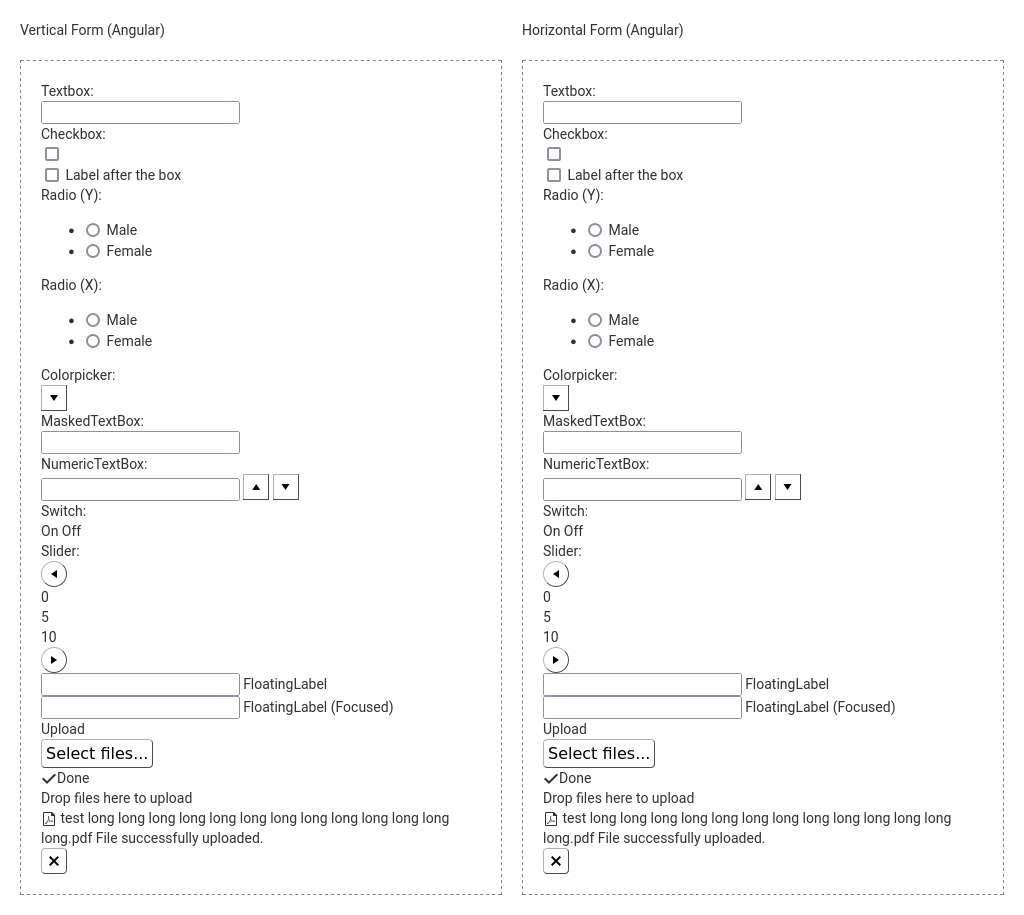 Vertical Form (Angular)
Textbox:
Checkbox:
Label after the box
Radio (Y):
Male
Female
Radio (X):
Male
Female
Colorpicker:
MaskedTextBox:
NumericTextBox:
Switch:
On Off
Slider:
0
5
10
FloatingLabel
FloatingLabel (Focused)
Upload
Select files...
Done
Drop files here to upload
test long long long long long long long long long long long long
long.pdf File successfully uploaded.
Horizontal Form (Angular)
Textbox:
Checkbox:
Label after the box
Radio (Y):
Male
Female
Radio (X):
Male
Female
Colorpicker:
MaskedTextBox:
NumericTextBox:
Switch:
On Off
Slider:
0
5
10
FloatingLabel
FloatingLabel (Focused)
Upload
Select files...
Done
Drop files here to upload
test long long long long long long long long long long long long
long.pdf File successfully uploaded.